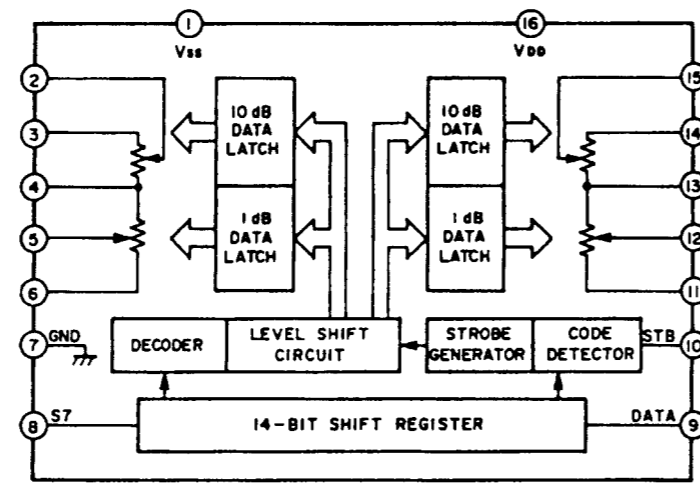 1 16
Vss VDD
2 15
3 10 dB DATA LATCH 10 dB DATA LATCH 14
4 13
5 1 dB DATA LATCH 1 dB DATA LATCH 12
6 11
7 GND DECODER LEVEL SHIFT CIRCUIT STROBE GENERATOR CODE DETECTOR STB 10
8 S7 14-BIT SHIFT REGISTER DATA 9